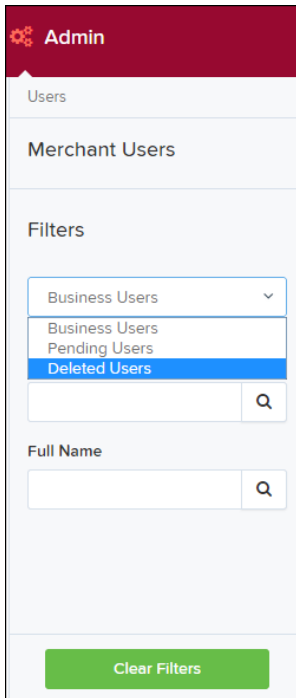 Admin
Users
Merchant Users
Filters
Business Users
Business Users
Pending Users
Deleted Users
Full Name
Clear Filters